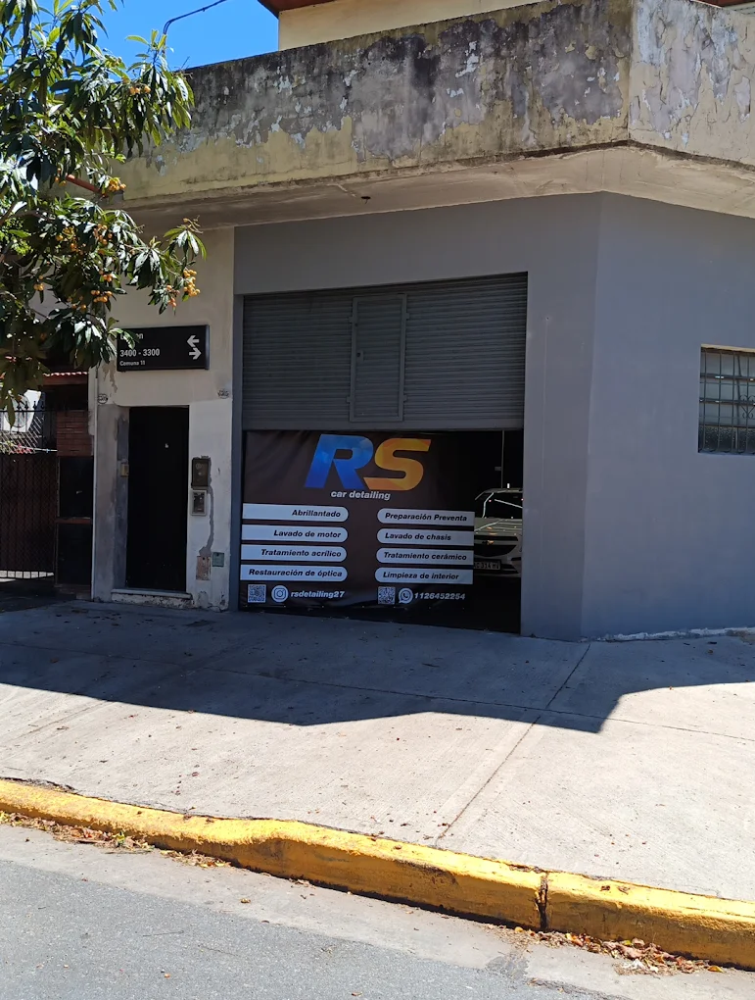 3400 - 3300
Comuna 11
RS
car detailing
Abrillantado
Lavado de motor
Tratamiento acrílico
Restauración de óptica
Preparación Preventa
Lavado de chasis
Tratamiento cerámico
Limpieza de interior
rsdetailing27
1126452254